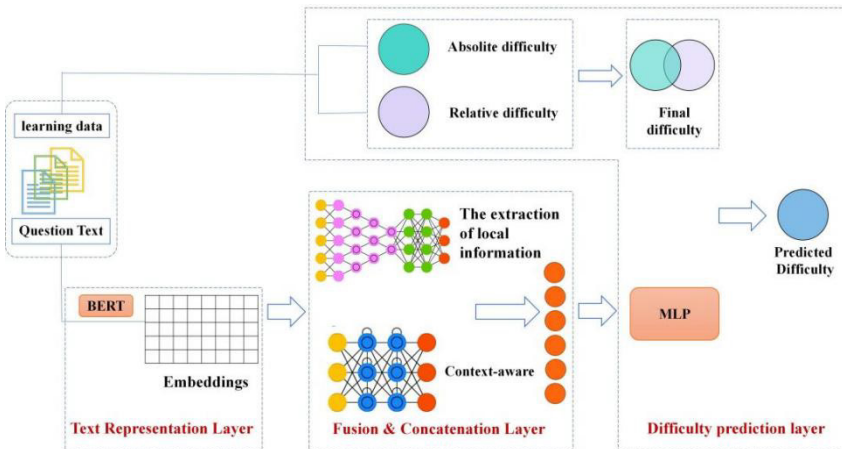 Absolite difficulty
Relative difficulty
Final
difficulty
learning data
Question Text
The extraction
of local
information
Predicted
Difficulty
BERT
MLP
Embeddings
Context-aware
Text Representation Layer
Fusion & Concatenation Layer
Difficulty prediction layer